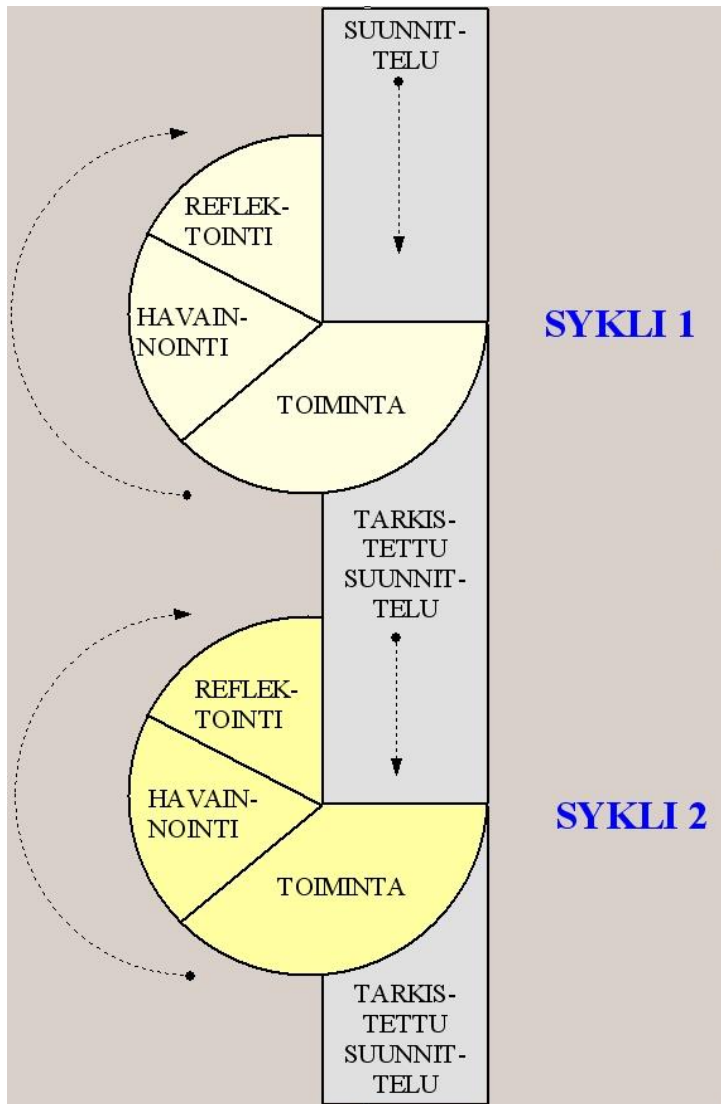 SUUNNIT-
TELU
REFLEK-
TOINTI
HAVAIN-
NOINTI
TOIMINTA
SYKLI 1
TARKIS-
TETTU
SUUNNIT-
TELU
REFLEK-
TOINTI
HAVAIN-
NOINTI
TOIMINTA
SYKLI 2
TARKIS-
TETTU
SUUNNIT-
TELU